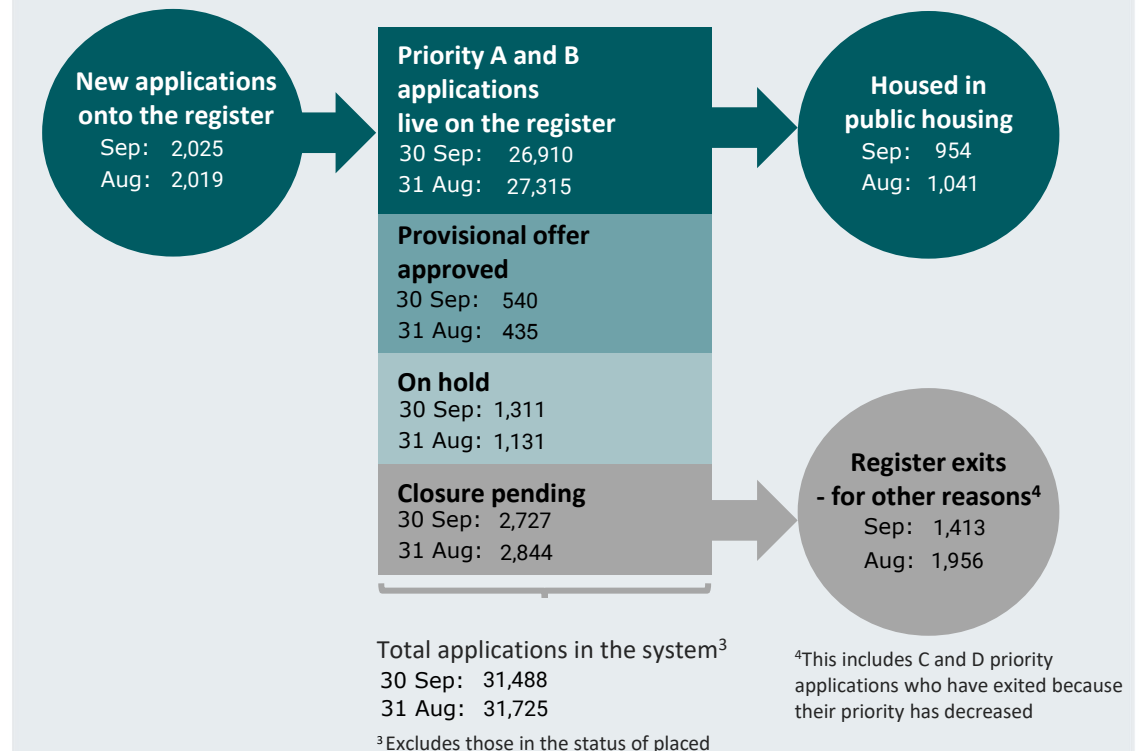 New applications
onto the register
Sep: 2,025
Aug: 2,019
Priority A and B
applications
live on the register
30 Sep: 26,910
31 Aug: 27,315
Housed in
public housing
Sep: 954
Aug: 1,041
Provisional offer
approved
30 Sep: 540
31 Aug: 435
On hold
30 Sep: 1,311
31 Aug: 1,131
Closure pending
30 Sep: 2,727
31 Aug: 2,844
Register exits
- for other reasons⁴
Sep: 1,413
Aug: 1,956
Total applications in the system³
30 Sep: 31,488
31 Aug: 31,725
³ Excludes those in the status of placed
⁴This includes C and D priority
applications who have exited because
their priority has decreased